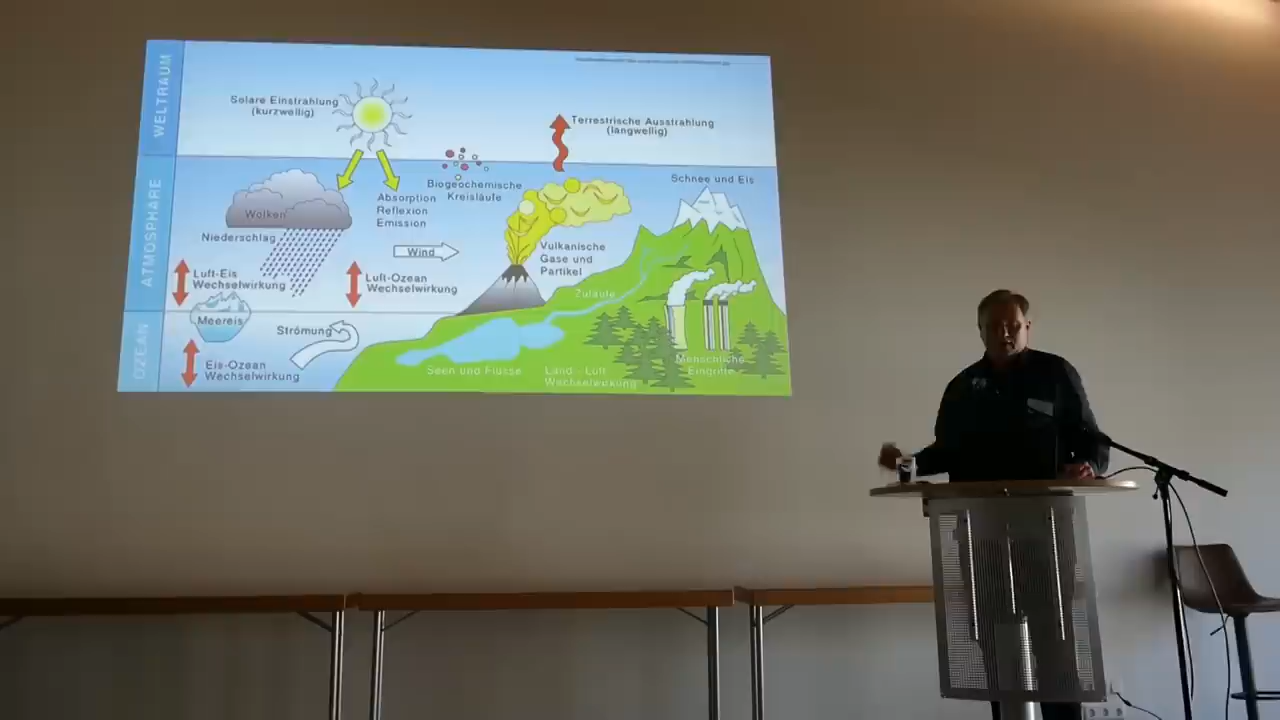 WELTRAUM
Solare Einstrahlung
(kurzwellig)
Terrestrische Ausstrahlung
(langwellig)
ATMOSPHÄRE
Biogeochemische
Kreisläufe
Schnee und Eis
Wolken
Absorption
Reflexion
Emission
Niederschlag
Wind
Vulkanische
Gase und
Partikel
Luft-Eis
Wechselwirkung
Luft-Ozean
Wechselwirkung
Zuläufe
Meereis
Strömung
OZEAN
Eis-Ozean
Wechselwirkung
Seen und Flüsse
Land - Luft
Wechselwirkung
Menschliche
Eingriffe